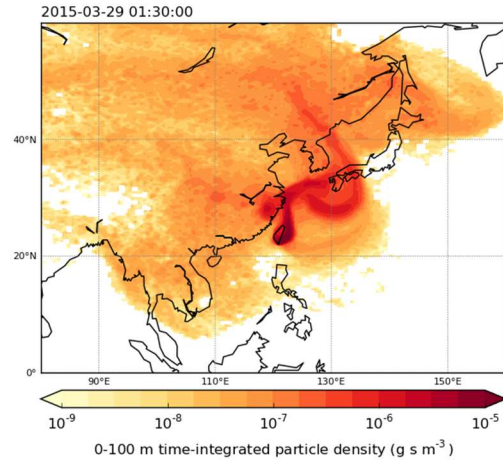 2015-03-29 01:30:00
40°N
20°N
0°
90°E 110°E 130°E 150°E
10⁻⁹ 10⁻⁸ 10⁻⁷ 10⁻⁶ 10⁻⁵
0-100 m time-integrated particle density (g s m⁻³)